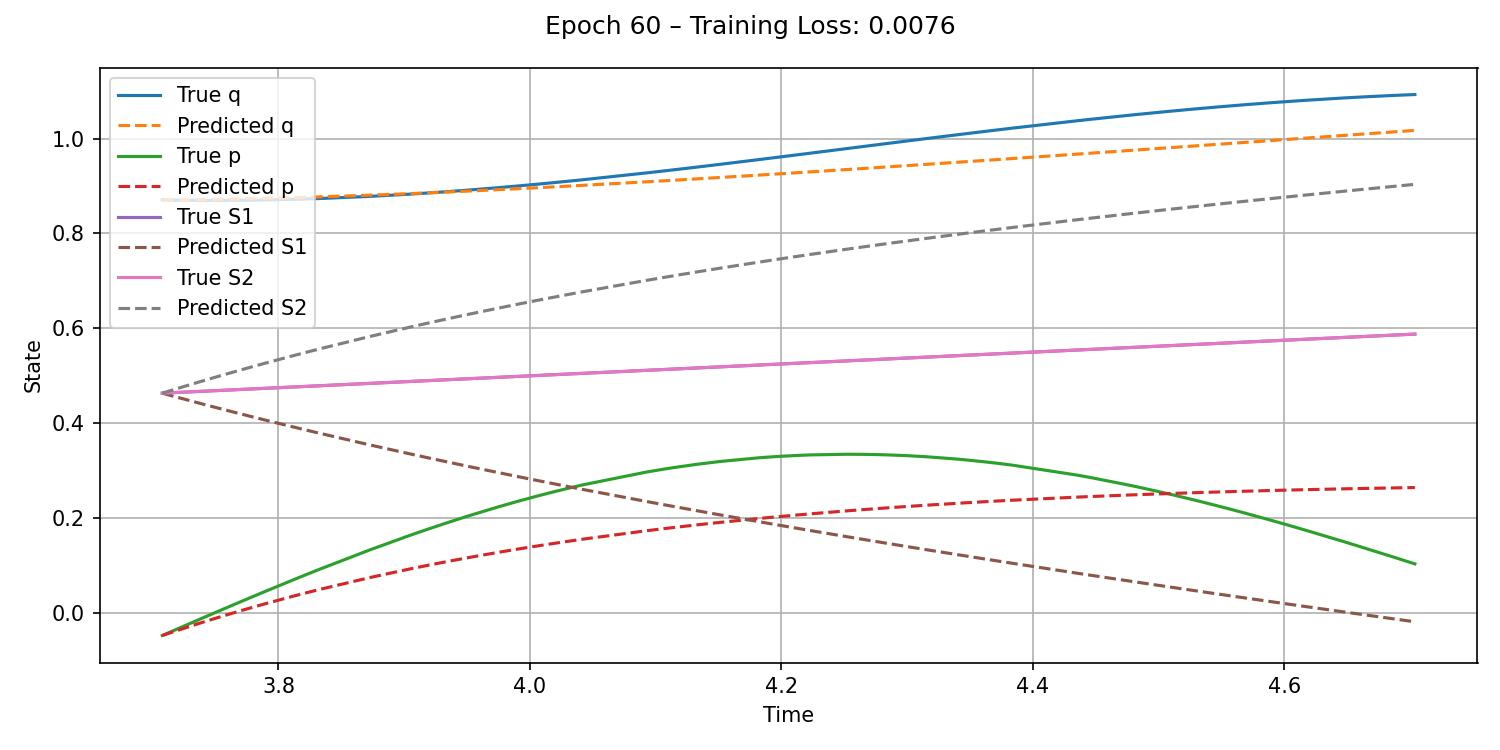 Epoch 60 – Training Loss: 0.0076
True q
Predicted q
True p
Predicted p
True S1
Predicted S1
True S2
Predicted S2
1.0
0.8
0.6
0.4
0.2
0.0
State
3.8 4.0 4.2 4.4 4.6
Time